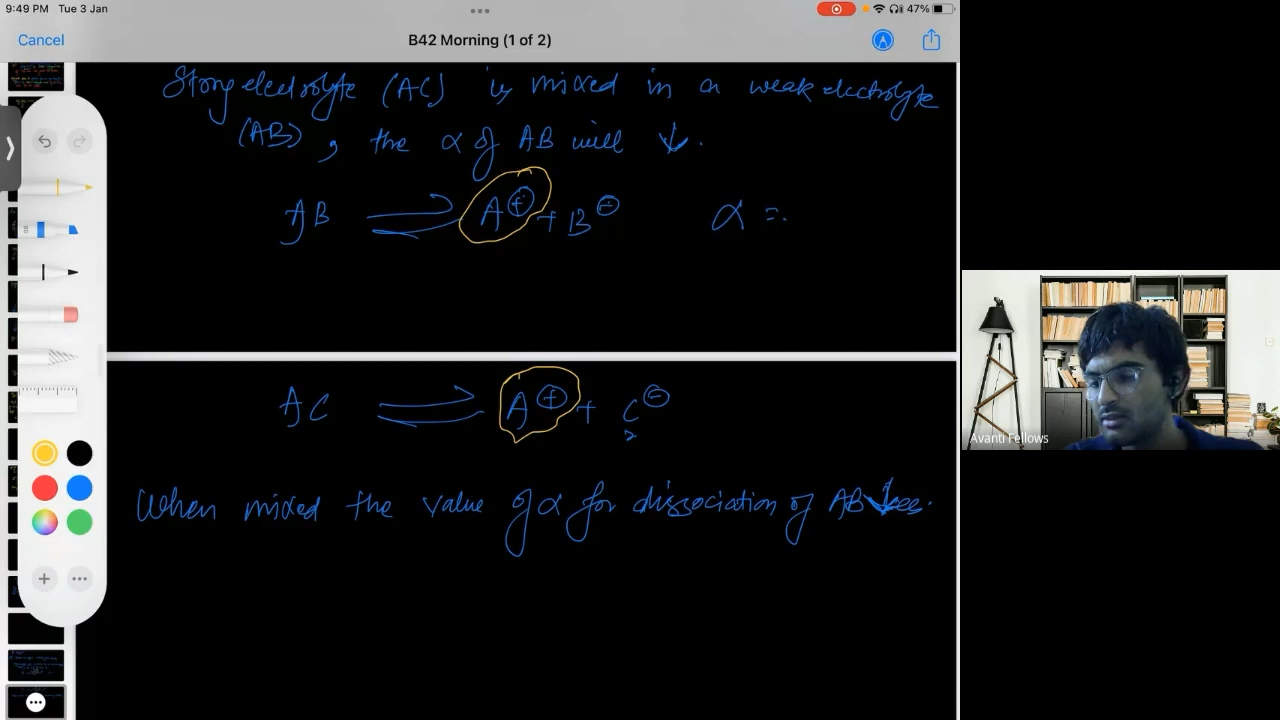 9:49 PM Tue 3 Jan
47%
Cancel
B42 Morning (1 of 2)
Strong electrolyte (AC) is mixed in a weak electrolyte
(AB), the α of AB will ↓.
AB ⇌ A⊕ + B⊖ α =
AC ⇌ A⊕ + C⊖
When mixed the value of α for dissociation of AB ↓es.
Avanti Fellows